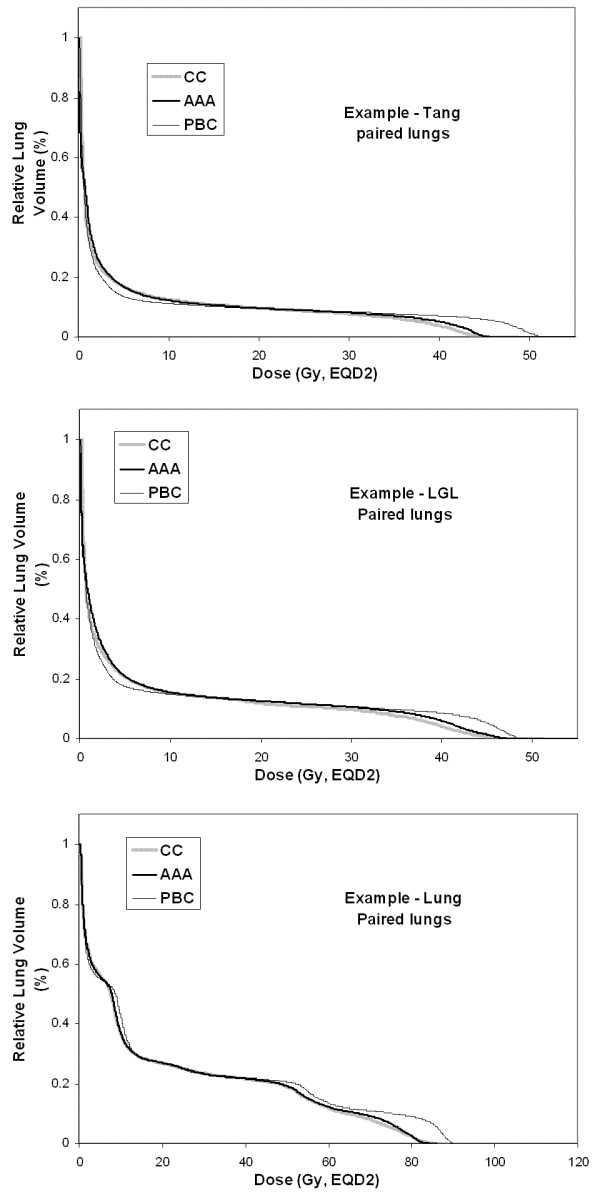 1
0.8
0.6
0.4
0.2
0
Relative Lung
Volume (%)
CC
AAA
PBC
Example - Tang
paired lungs
0 10 20 30 40 50
Dose (Gy, EQD2)
1
0.8
0.6
0.4
0.2
0
Relative Lung Volume
(%)
CC
AAA
PBC
Example - LGL
Paired lungs
0 10 20 30 40 50
Dose (Gy, EQD2)
1
0.8
0.6
0.4
0.2
0
Relative Lung Volume
(%)
CC
AAA
PBC
Example - Lung
Paired lungs
0 20 40 60 80 100 120
Dose (Gy, EQD2)